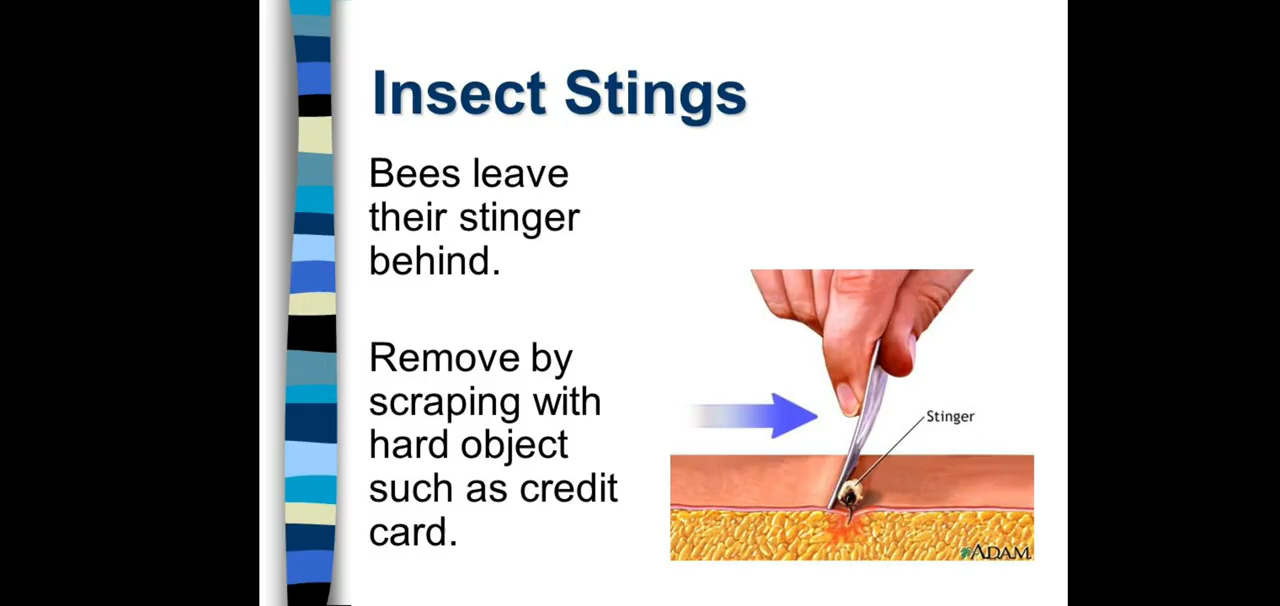 Insect Stings
Bees leave
their stinger
behind.
Remove by
scraping with
hard object
such as credit
card.
Stinger
ADAM